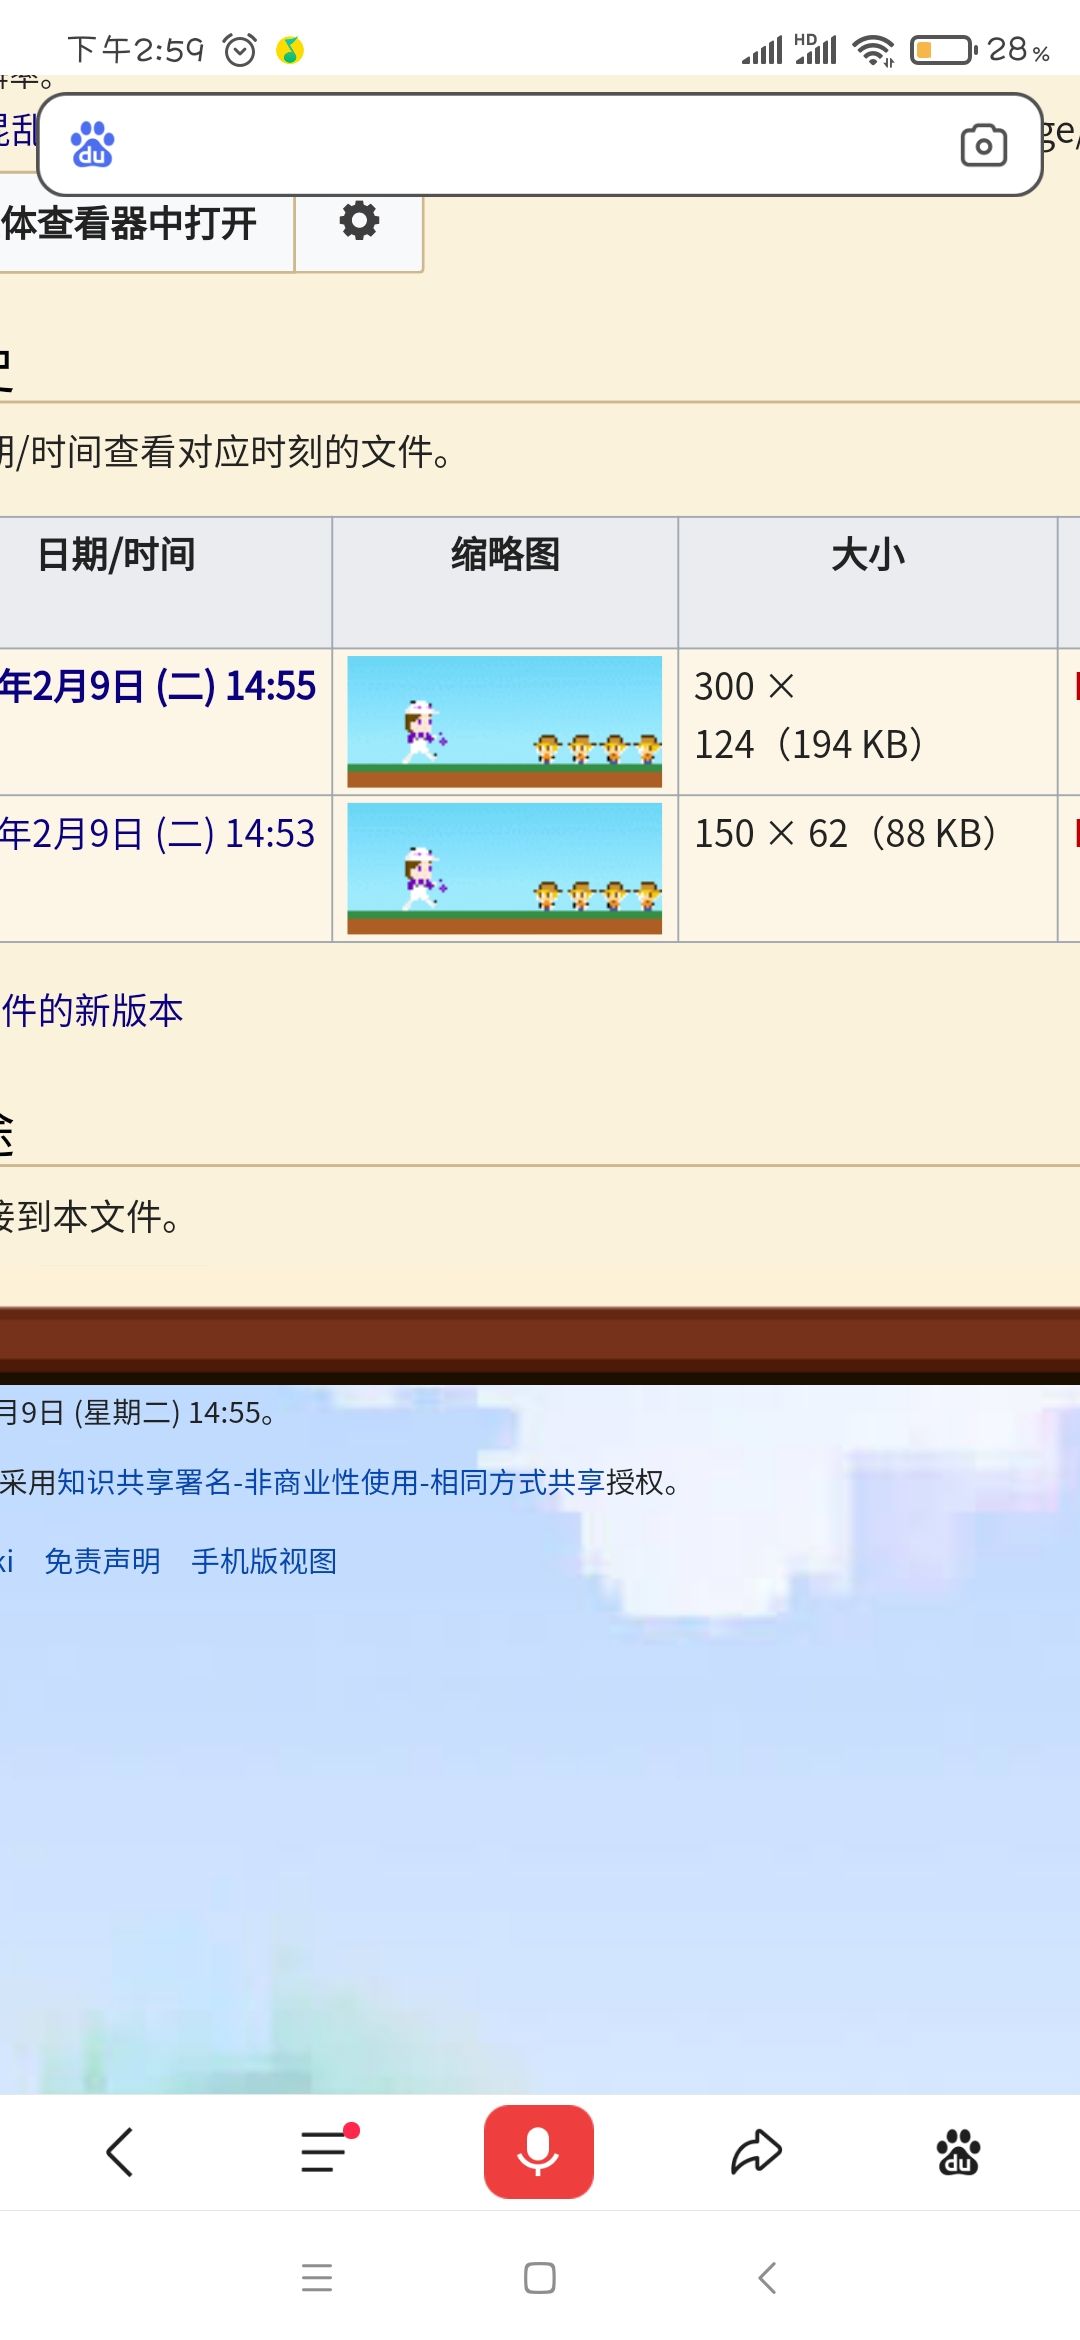 下午2:59
HD
28%
du
ge/
体查看器中打开
/时间查看对应时刻的文件。
日期/时间 缩略图 大小
年2月9日 (二) 14:55 300 ×
124（194 KB）
年2月9日 (二) 14:53 150 × 62（88 KB）
件的新版本
接到本文件。
月9日 (星期二) 14:55。
采用知识共享署名-非商业性使用-相同方式共享授权。
ki 免责声明 手机版视图
du